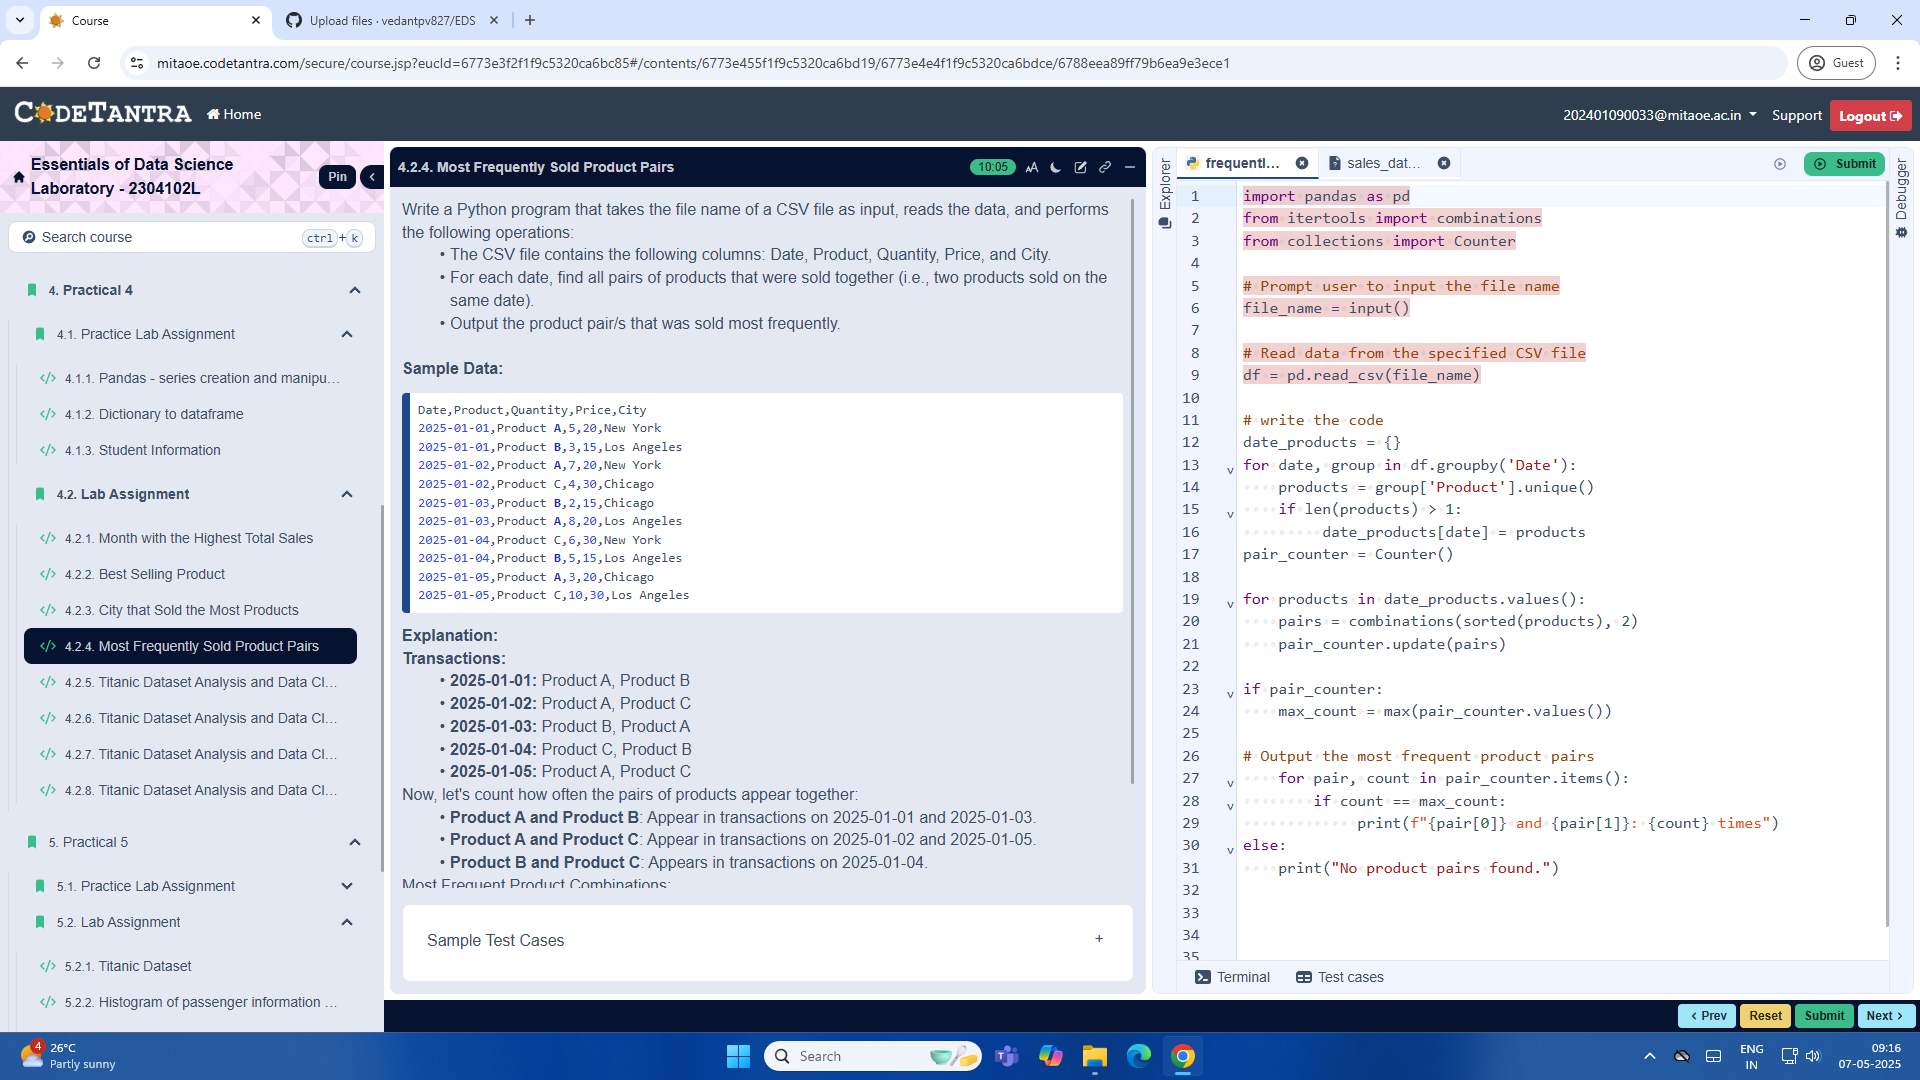 Course
Upload files · vedantpv827/EDS
mitaoe.codetantra.com/secure/course.jsp?eucId=6773e3f2f1f9c5320ca6bc85#/contents/6773e455f1f9c5320ca6bd19/6773e4e4f1f9c5320ca6bdce/6788eea89ff79b6ea9e3ece1
Guest
CODETANTRA
Home
202401090033@mitaoe.ac.in
Support
Logout
Essentials of Data Science
Laboratory - 2304102L
Pin
Search course
ctrl + k
4. Practical 4
4.1. Practice Lab Assignment
4.1.1. Pandas - series creation and manipu...
4.1.2. Dictionary to dataframe
4.1.3. Student Information
4.2. Lab Assignment
4.2.1. Month with the Highest Total Sales
4.2.2. Best Selling Product
4.2.3. City that Sold the Most Products
4.2.4. Most Frequently Sold Product Pairs
4.2.5. Titanic Dataset Analysis and Data Cl...
4.2.6. Titanic Dataset Analysis and Data Cl...
4.2.7. Titanic Dataset Analysis and Data Cl...
4.2.8. Titanic Dataset Analysis and Data Cl...
5. Practical 5
5.1. Practice Lab Assignment
5.2. Lab Assignment
5.2.1. Titanic Dataset
5.2.2. Histogram of passenger information ...
4.2.4. Most Frequently Sold Product Pairs
10:05
AA
Write a Python program that takes the file name of a CSV file as input, reads the data, and performs
the following operations:
• The CSV file contains the following columns: Date, Product, Quantity, Price, and City.
• For each date, find all pairs of products that were sold together (i.e., two products sold on the
same date).
• Output the product pair/s that was sold most frequently.
Sample Data:
Date,Product,Quantity,Price,City
2025-01-01,Product A,5,20,New York
2025-01-01,Product B,3,15,Los Angeles
2025-01-02,Product A,7,20,New York
2025-01-02,Product C,4,30,Chicago
2025-01-03,Product B,2,15,Chicago
2025-01-03,Product A,8,20,Los Angeles
2025-01-04,Product C,6,30,New York
2025-01-04,Product B,5,15,Los Angeles
2025-01-05,Product A,3,20,Chicago
2025-01-05,Product C,10,30,Los Angeles
Explanation:
Transactions:
• 2025-01-01: Product A, Product B
• 2025-01-02: Product A, Product C
• 2025-01-03: Product B, Product A
• 2025-01-04: Product C, Product B
• 2025-01-05: Product A, Product C
Now, let's count how often the pairs of products appear together:
• Product A and Product B: Appear in transactions on 2025-01-01 and 2025-01-03.
• Product A and Product C: Appear in transactions on 2025-01-02 and 2025-01-05.
• Product B and Product C: Appears in transactions on 2025-01-04.
Most Frequent Product Combinations:
Sample Test Cases
+
Explorer
frequentl...
sales_dat...
Submit
Debugger
1 import pandas as pd
2 from itertools import combinations
3 from collections import Counter
4
5 # Prompt user to input the file name
6 file_name = input()
7
8 # Read data from the specified CSV file
9 df = pd.read_csv(file_name)
10
11 # write the code
12 date_products = {}
13 for date, group in df.groupby('Date'):
14     products = group['Product'].unique()
15     if len(products) > 1:
16          date_products[date] = products
17 pair_counter = Counter()
18
19 for products in date_products.values():
20     pairs = combinations(sorted(products), 2)
21     pair_counter.update(pairs)
22
23 if pair_counter:
24     max_count = max(pair_counter.values())
25
26 # Output the most frequent product pairs
27     for pair, count in pair_counter.items():
28         if count == max_count:
29              print(f"{pair[0]} and {pair[1]}: {count} times")
30 else:
31     print("No product pairs found.")
32
33
34
35
Terminal
Test cases
Prev
Reset
Submit
Next
4
26°C
Partly sunny
Search
ENG
IN
09:16
07-05-2025